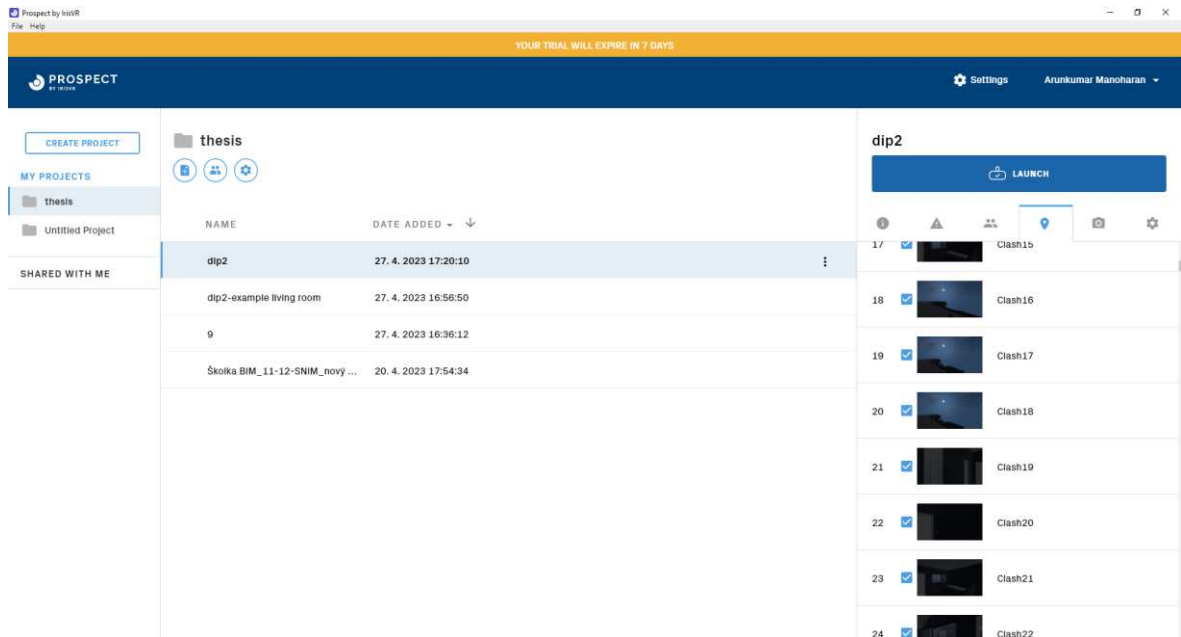 Prospect by IrisVR
File Help
YOUR TRIAL WILL EXPIRE IN 7 DAYS
PROSPECT
BY IRISVR
Settings
Arunkumar Manoharan
CREATE PROJECT
MY PROJECTS
thesis
Untitled Project
SHARED WITH ME
thesis
NAME DATE ADDED
dip2 27. 4. 2023 17:20:10
dip2-example living room 27. 4. 2023 16:56:50
9 27. 4. 2023 16:36:12
Školka BIM_11-12-SNIM_nový ... 20. 4. 2023 17:54:34
dip2
LAUNCH
17 Clash15
18 Clash16
19 Clash17
20 Clash18
21 Clash19
22 Clash20
23 Clash21
24 Clash22